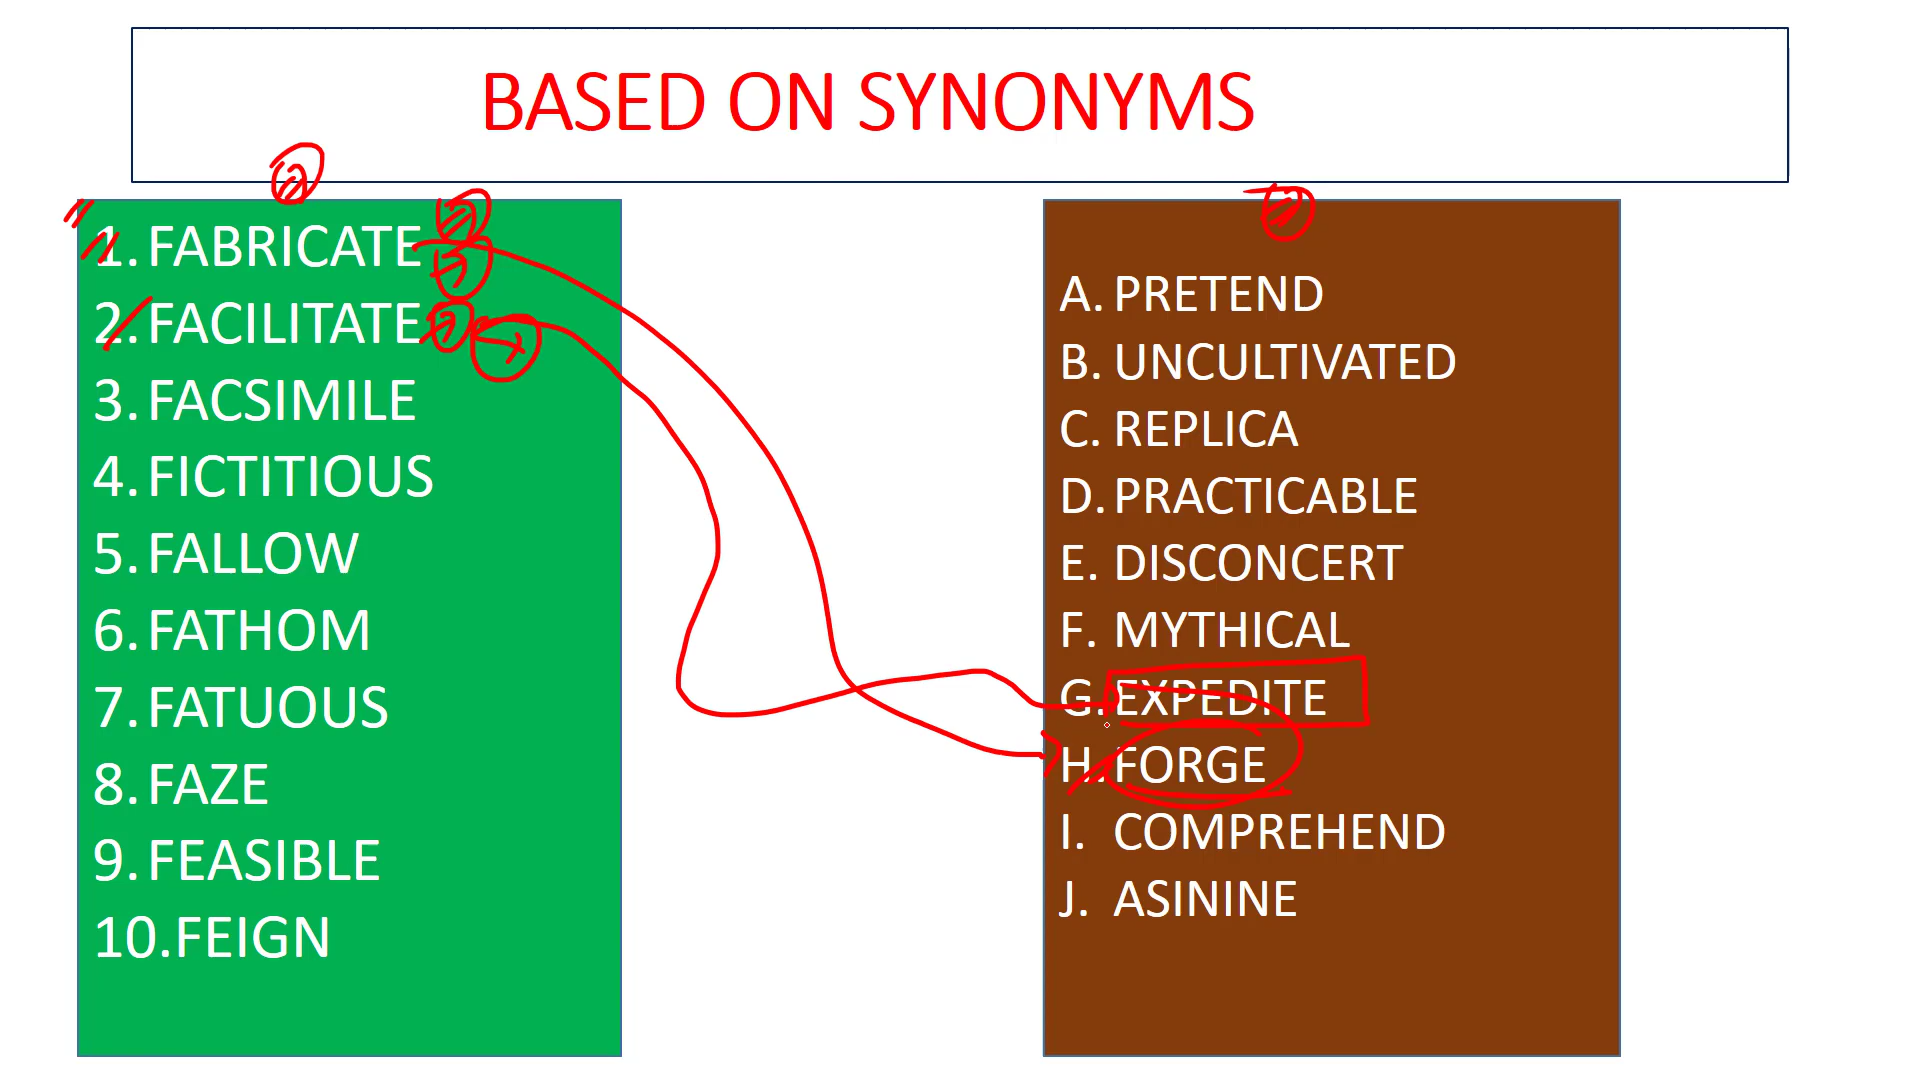 BASED ON SYNONYMS
1. FABRICATE
2. FACILITATE
3. FACSIMILE
4. FICTITIOUS
5. FALLOW
6. FATHOM
7. FATUOUS
8. FAZE
9. FEASIBLE
10. FEIGN
A. PRETEND
B. UNCULTIVATED
C. REPLICA
D. PRACTICABLE
E. DISCONCERT
F. MYTHICAL
G. EXPEDITE
H. FORGE
I. COMPREHEND
J. ASININE